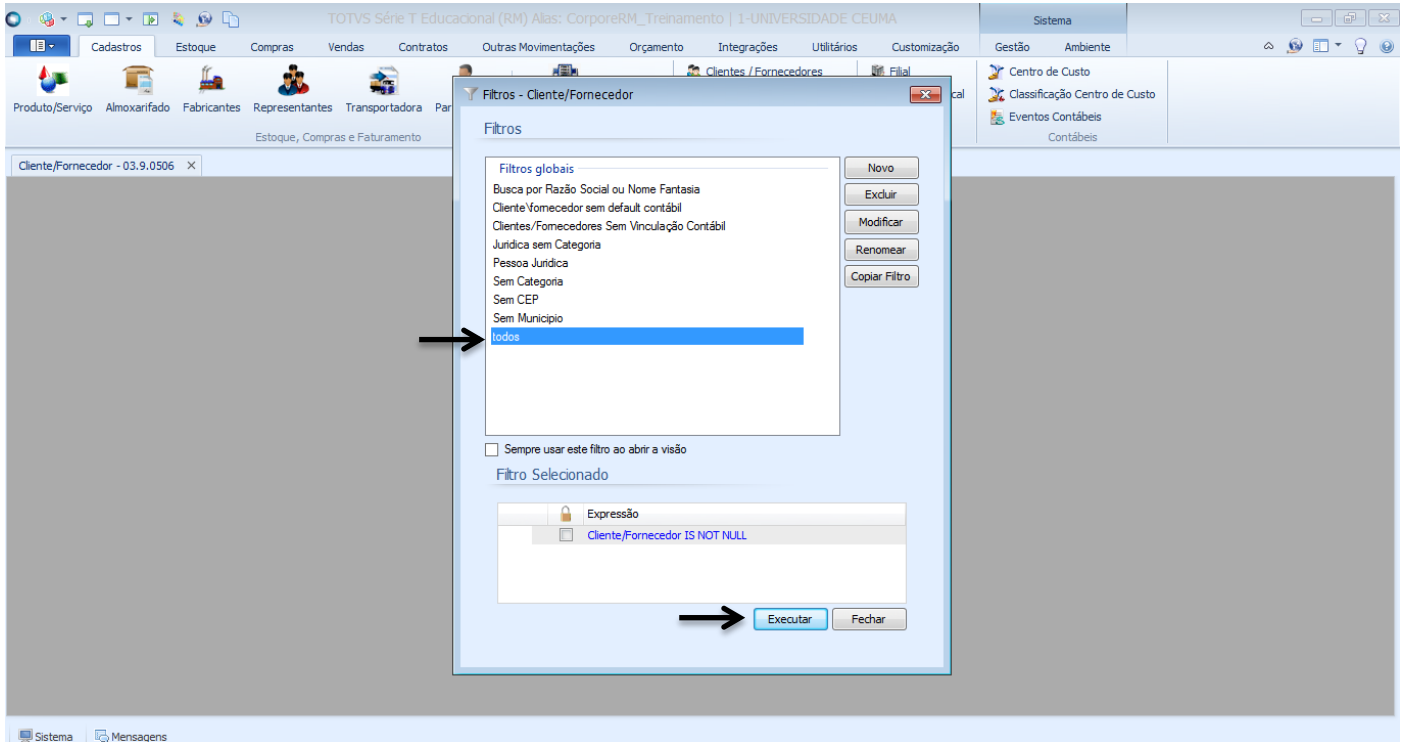 TOTVS Série T Educacional (RM) Alias: CorporeRM_Treinamento | 1-UNIVERSIDADE CEUMA
Sistema
Cadastros Estoque Compras Vendas Contratos Outras Movimentações Orçamento Integrações Utilitários Customização Gestão Ambiente
Clientes / Fornecedores Filial
Centro de Custo
Classificação Centro de Custo
Eventos Contábeis
Contábeis
Produto/Serviço Almoxarifado Fabricantes Representantes Transportadora Par
cal
Estoque, Compras e Faturamento
Cliente/Fornecedor - 03.9.0506
Filtros - Cliente/Fornecedor
Filtros
Filtros globais
Busca por Razão Social ou Nome Fantasia
Cliente\fornecedor sem default contábil
Clientes/Fornecedores Sem Vinculação Contábil
Juridica sem Categoria
Pessoa Juridica
Sem Categoria
Sem CEP
Sem Municipio
todos
Novo
Excluir
Modificar
Renomear
Copiar Filtro
Sempre usar este filtro ao abrir a visão
Filtro Selecionado
Expressão
Cliente/Fornecedor IS NOT NULL
Executar Fechar
Sistema Mensagens